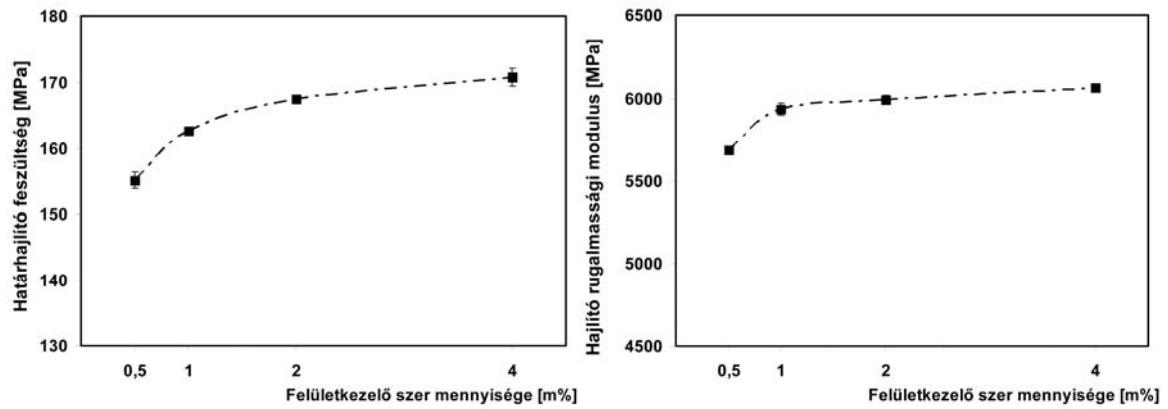 Határhajlító feszültség [MPa]
180
170
160
150
140
130
0,5 1 2 4
Felületkezelő szer mennyisége [m%]
Hajlító rugalmassági modulus [MPa]
6500
6000
5500
5000
4500
0,5 1 2 4
Felületkezelő szer mennyisége [m%]